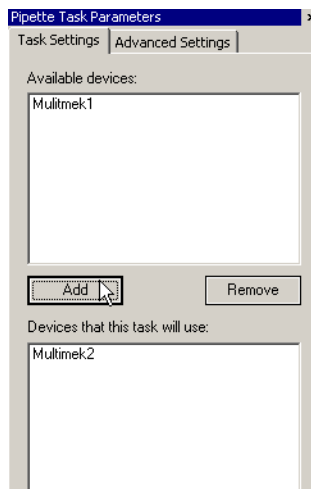 Pipette Task Parameters
Task Settings Advanced Settings
Available devices:
Mulitmek1
Add Remove
Devices that this task will use:
Multimek2